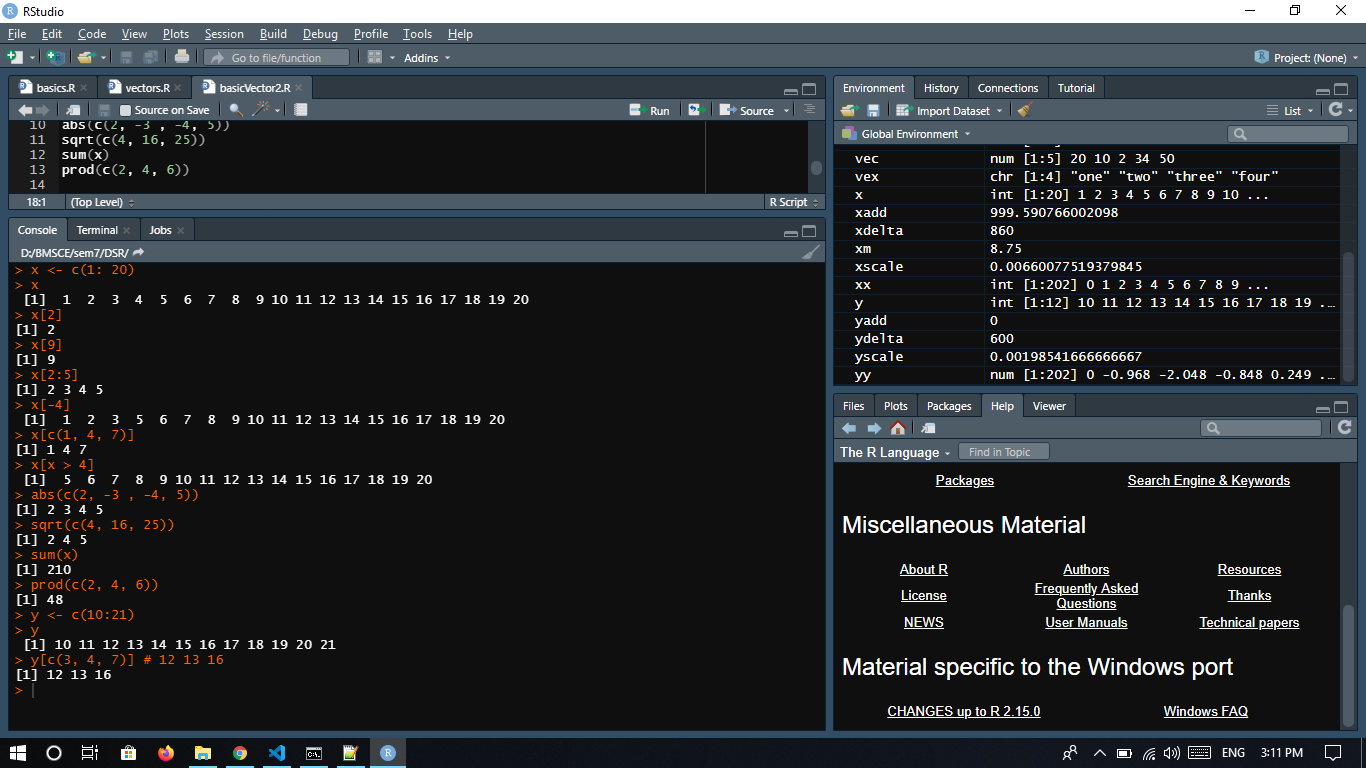 RStudio
File Edit Code View Plots Session Build Debug Profile Tools Help
Go to file/function Addins Project: (None)
basics.R vectors.R basicVector2.R
Source on Save Run Source
10 abs(c(2, -3 , -4, 5))
11 sqrt(c(4, 16, 25))
12 sum(x)
13 prod(c(2, 4, 6))
14
18:1 (Top Level) R Script
Console Terminal Jobs
D:/BMSCE/sem7/DSR/
> x <- c(1: 20)
> x
[1] 1 2 3 4 5 6 7 8 9 10 11 12 13 14 15 16 17 18 19 20
> x[2]
[1] 2
> x[9]
[1] 9
> x[2:5]
[1] 2 3 4 5
> x[-4]
[1] 1 2 3 5 6 7 8 9 10 11 12 13 14 15 16 17 18 19 20
> x[c(1, 4, 7)]
[1] 1 4 7
> x[x > 4]
[1] 5 6 7 8 9 10 11 12 13 14 15 16 17 18 19 20
> abs(c(2, -3 , -4, 5))
[1] 2 3 4 5
> sqrt(c(4, 16, 25))
[1] 2 4 5
> sum(x)
[1] 210
> prod(c(2, 4, 6))
[1] 48
> y <- c(10:21)
> y
[1] 10 11 12 13 14 15 16 17 18 19 20 21
> y[c(3, 4, 7)] # 12 13 16
[1] 12 13 16
>
Environment History Connections Tutorial
Import Dataset List
Global Environment
vec num [1:5] 20 10 2 34 50
vex chr [1:4] "one" "two" "three" "four"
x int [1:20] 1 2 3 4 5 6 7 8 9 10 ...
xadd 999.590766002098
xdelta 860
xm 8.75
xscale 0.00660077519379845
xx int [1:202] 0 1 2 3 4 5 6 7 8 9 ...
y int [1:12] 10 11 12 13 14 15 16 17 18 19 ...
yadd 0
ydelta 600
yscale 0.00198541666666667
yy num [1:202] 0 -0.968 -2.048 -0.848 0.249 ...
Files Plots Packages Help Viewer
The R Language Find in Topic
Packages Search Engine & Keywords
Miscellaneous Material
About R Authors Resources
License Frequently Asked Questions Thanks
NEWS User Manuals Technical papers
Material specific to the Windows port
CHANGES up to R 2.15.0 Windows FAQ
ENG 3:11 PM